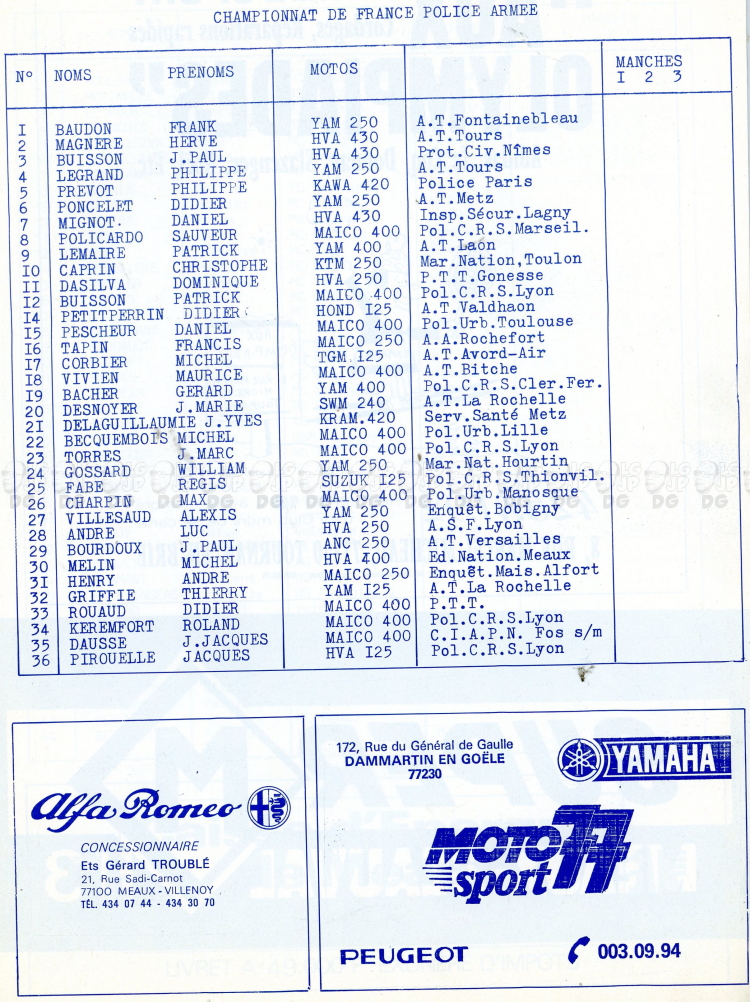 CHAMPIONNAT DE FRANCE POLICE ARMEE
N° NOMS PRENOMS MOTOS MANCHES
I 2 3
I BAUDON FRANK YAM 250 A.T.Fontainebleau
2 MAGNERE HERVE HVA 430 A.T.Tours
3 BUISSON J.PAUL HVA 430 Prot.Civ.Nîmes
4 LEGRAND PHILIPPE YAM 250 A.T.Tours
5 PREVOT PHILIPPE KAWA 420 Police Paris
6 PONCELET DIDIER YAM 250 A.T.Metz
7 MIGNOT. DANIEL HVA 430 Insp.Sécur.Lagny
8 POLICARDO SAUVEUR MAICO 400 Pol.C.R.S.Marseil.
9 LEMAIRE PATRICK YAM 400 A.T.Laon
I0 CAPRIN CHRISTOPHE KTM 250 Mar.Nation,Toulon
II DASILVA DOMINIQUE HVA 250 P.T.T.Gonesse
I2 BUISSON PATRICK MAICO 400 Pol.C.R.S.Lyon
I4 PETITPERRIN DIDIER HOND I25 A.T.Valdhaon
I5 PESCHEUR DANIEL MAICO 400 Pol.Urb.Toulouse
I6 TAPIN FRANCIS MAICO 250 A.A.Rochefort
I7 CORBIER MICHEL TGM I25 A.T.Avord-Air
I8 VIVIEN MAURICE MAICO 400 A.T.Bitche
I9 BACHER GERARD YAM 400 Pol.C.R.S.Cler.Fer.
20 DESNOYER J.MARIE SWM 240 A.T.La Rochelle
2I DELAGUILLAUMIE J.YVES KRAM.420 Serv.Santé Metz
22 BECQUEMBOIS MICHEL MAICO 400 Pol.Urb.Lille
23 TORRES J.MARC MAICO 400 Pol.C.R.S.Lyon
24 GOSSARD WILLIAM YAM 250 Mar.Nat.Hourtin
25 FABE REGIS SUZUK I25 Pol.C.R.S.Thionvil.
26 CHARPIN MAX MAICO 400 Pol.Urb.Manosque
27 VILLESAUD ALEXIS YAM 250 Enquêt.Bobigny
28 ANDRE LUC HVA 250 A.S.F.Lyon
29 BOURDOUX J.PAUL ANC 250 A.T.Versailles
30 MELIN MICHEL HVA 400 Ed.Nation.Meaux
3I HENRY ANDRE MAICO 250 Enquêt.Mais.Alfort
32 GRIFFIE THIERRY YAM I25 A.T.La Rochelle
33 ROUAUD DIDIER MAICO 400 P.T.T.
34 KEREMFORT ROLAND MAICO 400 Pol.C.R.S.Lyon
35 DAUSSE J.JACQUES MAICO 400 C.I.A.P.N. Fos s/m
36 PIROUELLE JACQUES HVA I25 Pol.C.R.S.Lyon
Alfa Romeo
CONCESSIONNAIRE
Ets Gérard TROUBLÉ
21, Rue Sadi-Carnot
77100 MEAUX - VILLENOY
TÉL. 434 07 44 - 434 30 70
172, Rue du Général de Gaulle
DAMMARTIN EN GOËLE
77230
YAMAHA
MOTO 77
sport
PEUGEOT
003.09.94